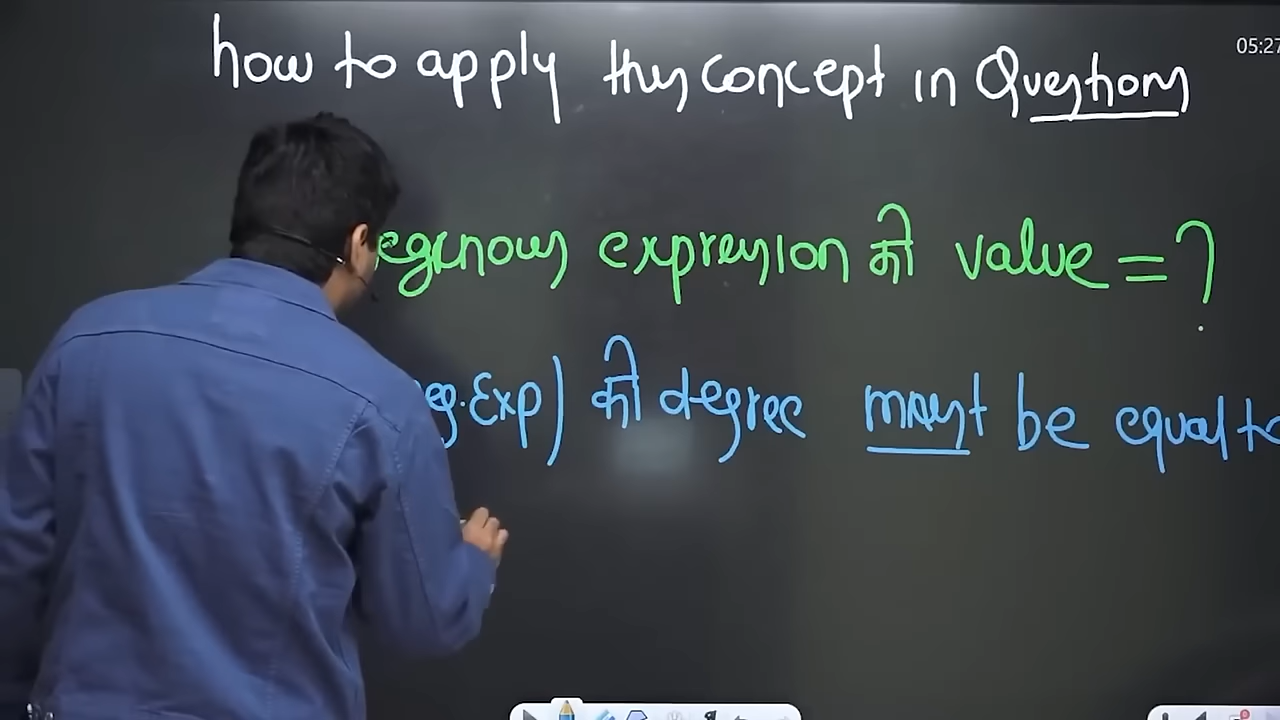 how to apply this concept in Questions
05:27
egenous expression की value = ?
eg. Exp) की degree must be equal to